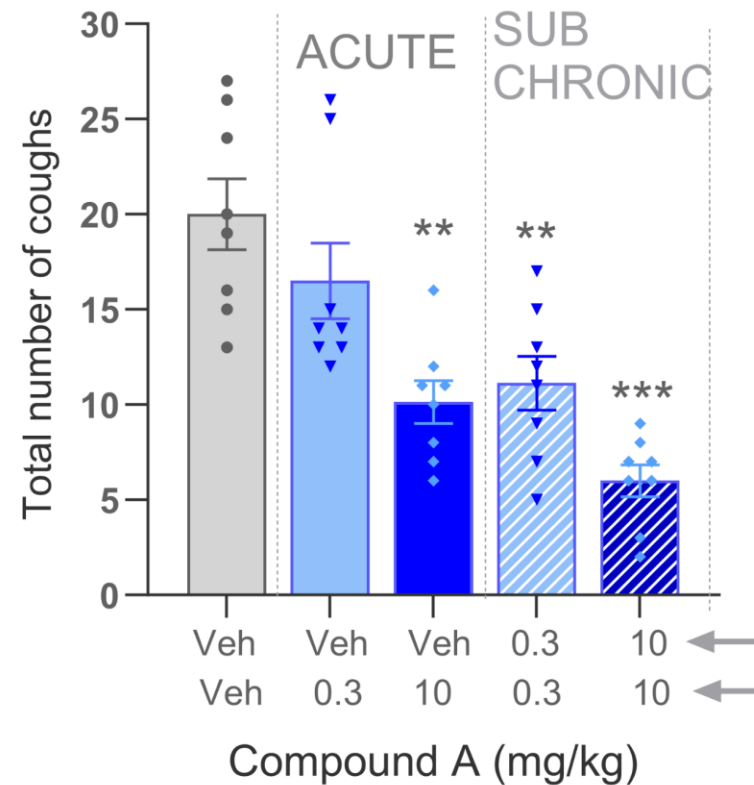 ACUTE
SUB
CHRONIC
Total number of coughs
30
25
20
15
10
5
0
**
**
***
Veh Veh Veh 0.3 10
Veh 0.3 10 0.3 10
Compound A (mg/kg)